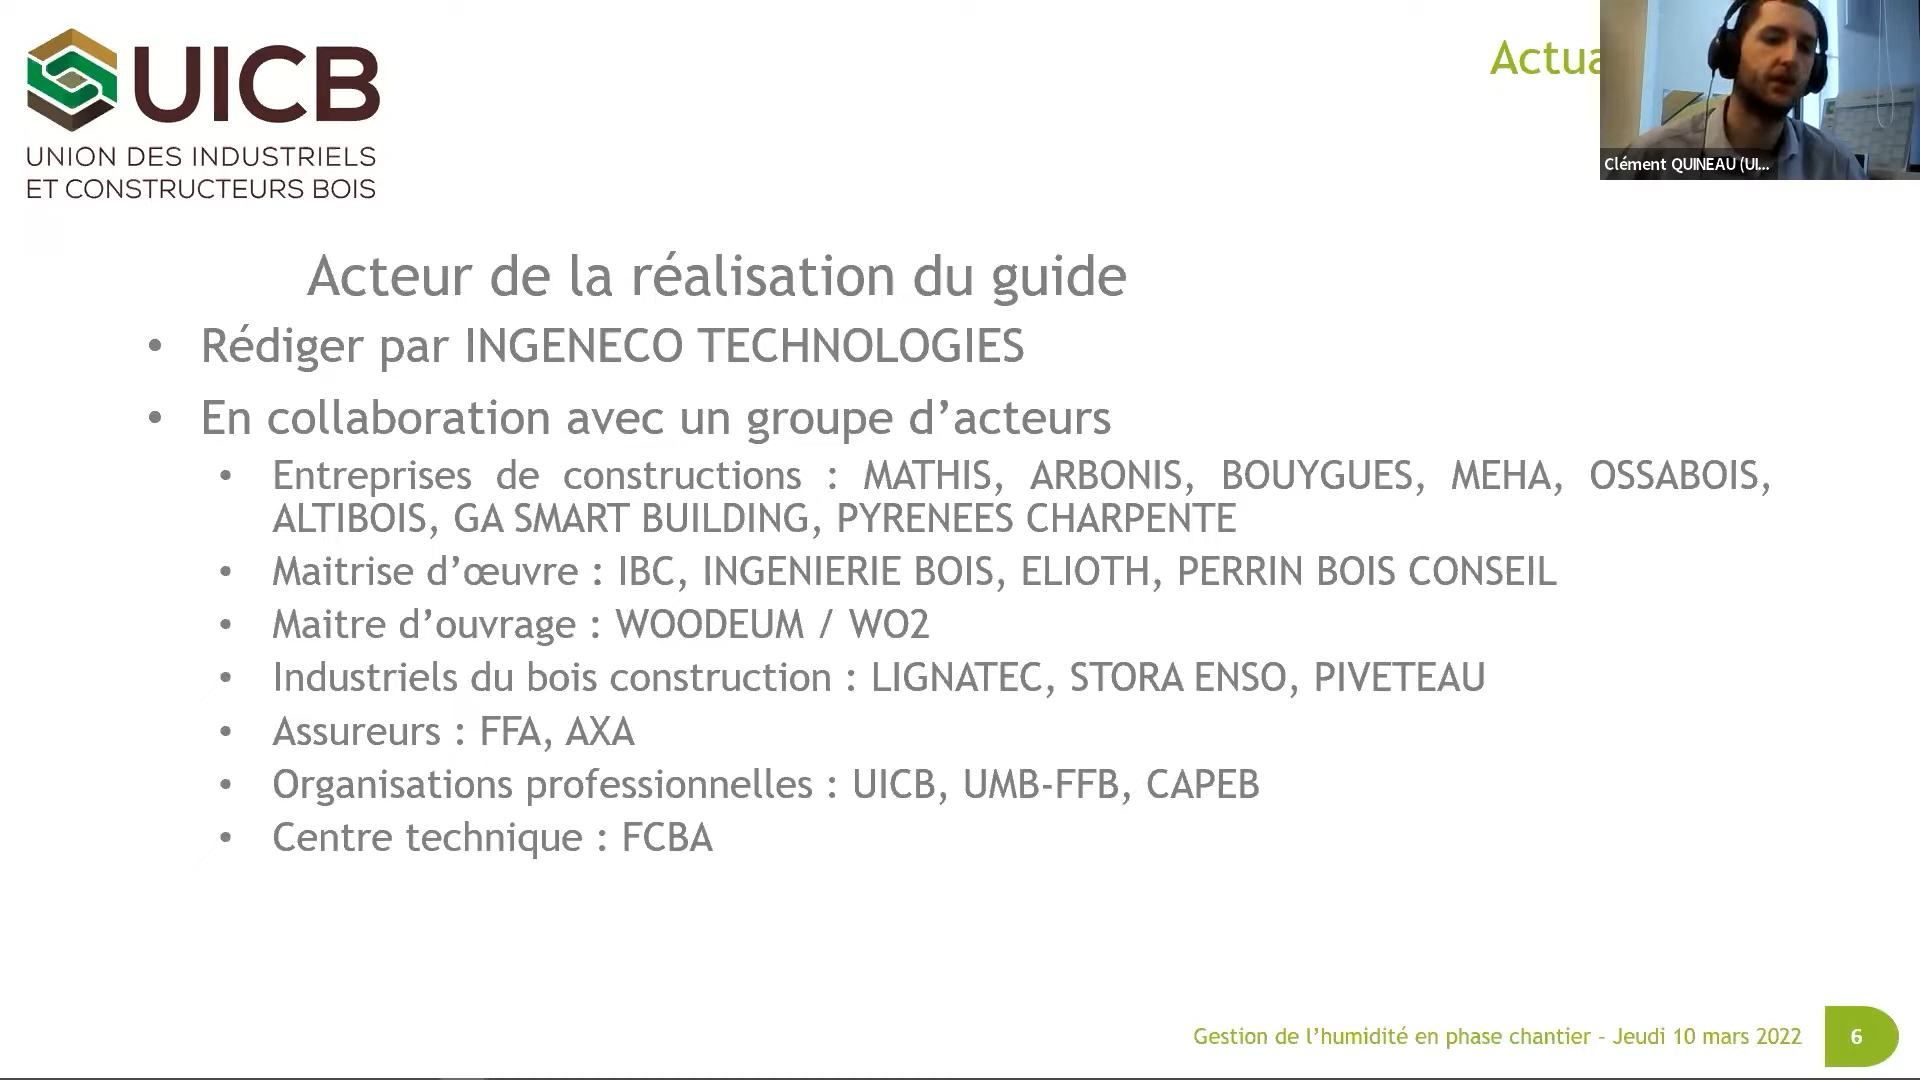 UICB
UNION DES INDUSTRIELS
ET CONSTRUCTEURS BOIS
Clément QUINEAU (UI...
Acteur de la réalisation du guide
• Rédiger par INGENECO TECHNOLOGIES
• En collaboration avec un groupe d’acteurs
• Entreprises de constructions : MATHIS, ARBONIS, BOUYGUES, MEHA, OSSABOIS,
ALTIBOIS, GA SMART BUILDING, PYRENEES CHARPENTE
• Maitrise d’œuvre : IBC, INGENIERIE BOIS, ELIOTH, PERRIN BOIS CONSEIL
• Maitre d’ouvrage : WOODEUM / WO2
• Industriels du bois construction : LIGNATEC, STORA ENSO, PIVETEAU
• Assureurs : FFA, AXA
• Organisations professionnelles : UICB, UMB-FFB, CAPEB
• Centre technique : FCBA
Gestion de l’humidité en phase chantier – Jeudi 10 mars 2022
6